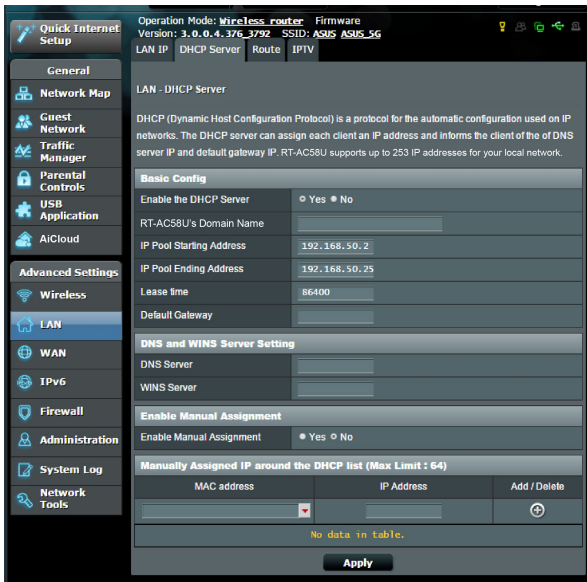 Quick Internet
Setup
General
Network Map
Guest
Network
Traffic
Manager
Parental
Controls
USB
Application
AiCloud
Advanced Settings
Wireless
LAN
WAN
IPv6
Firewall
Administration
System Log
Network
Tools
Operation Mode: Wireless router Firmware
Version: 3.0.0.4.376_3792 SSID: ASUS ASUS_5G
LAN IP DHCP Server Route IPTV
LAN - DHCP Server
DHCP (Dynamic Host Configuration Protocol) is a protocol for the automatic configuration used on IP
networks. The DHCP server can assign each client an IP address and informs the client of the of DNS
server IP and default gateway IP. RT-AC58U supports up to 253 IP addresses for your local network.
Basic Config
Enable the DHCP Server Yes No
RT-AC58U's Domain Name
IP Pool Starting Address 192.168.50.2
IP Pool Ending Address 192.168.50.25
Lease time 86400
Default Gateway
DNS and WINS Server Setting
DNS Server
WINS Server
Enable Manual Assignment
Enable Manual Assignment Yes No
Manually Assigned IP around the DHCP list (Max Limit : 64)
MAC address IP Address Add / Delete
No data in table.
Apply